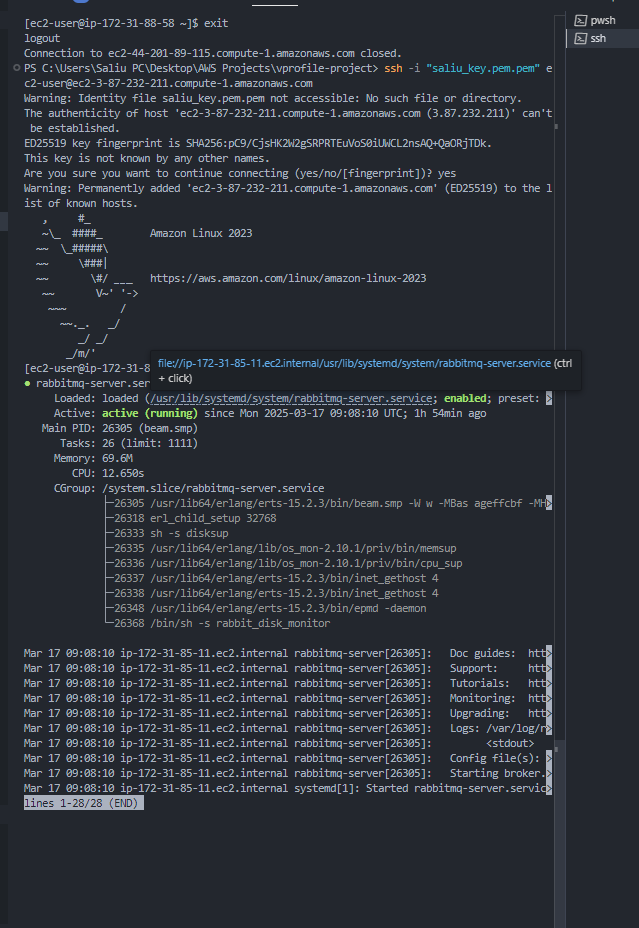 [ec2-user@ip-172-31-88-58 ~]$ exit
logout
Connection to ec2-44-201-89-115.compute-1.amazonaws.com closed.
PS C:\Users\Saliu PC\Desktop\AWS Projects\vprofile-project> ssh -i "saliu_key.pem.pem" e
c2-user@ec2-3-87-232-211.compute-1.amazonaws.com
Warning: Identity file saliu_key.pem.pem not accessible: No such file or directory.
The authenticity of host 'ec2-3-87-232-211.compute-1.amazonaws.com (3.87.232.211)' can't
 be established.
ED25519 key fingerprint is SHA256:pC9/CjsHK2W2gSRPRTEuVoS0iUWCL2nsAQ+QaORjTDk.
This key is not known by any other names.
Are you sure you want to continue connecting (yes/no/[fingerprint])? yes
Warning: Permanently added 'ec2-3-87-232-211.compute-1.amazonaws.com' (ED25519) to the l
ist of known hosts.
   ,     #_
   ~\_  ####_        Amazon Linux 2023
  ~~  \_#####\
  ~~     \###|
  ~~       \#/ ___   https://aws.amazon.com/linux/amazon-linux-2023
   ~~       V~' '->
    ~~~         /
      ~~._.   _/
         _/ _/
       _/m/'
[ec2-user@ip-172-31-8
file://ip-172-31-85-11.ec2.internal/usr/lib/systemd/system/rabbitmq-server.service (ctrl
+ click)
● rabbitmq-server.ser
     Loaded: loaded (/usr/lib/systemd/system/rabbitmq-server.service; enabled; preset: >
     Active: active (running) since Mon 2025-03-17 09:08:10 UTC; 1h 54min ago
   Main PID: 26305 (beam.smp)
      Tasks: 26 (limit: 1111)
     Memory: 69.6M
        CPU: 12.650s
     CGroup: /system.slice/rabbitmq-server.service
             ├─26305 /usr/lib64/erlang/erts-15.2.3/bin/beam.smp -W w -MBas ageffcbf -MH>
             ├─26318 erl_child_setup 32768
             ├─26333 sh -s disksup
             ├─26335 /usr/lib64/erlang/lib/os_mon-2.10.1/priv/bin/memsup
             ├─26336 /usr/lib64/erlang/lib/os_mon-2.10.1/priv/bin/cpu_sup
             ├─26337 /usr/lib64/erlang/erts-15.2.3/bin/inet_gethost 4
             ├─26338 /usr/lib64/erlang/erts-15.2.3/bin/inet_gethost 4
             ├─26348 /usr/lib64/erlang/erts-15.2.3/bin/epmd -daemon
             └─26368 /bin/sh -s rabbit_disk_monitor
Mar 17 09:08:10 ip-172-31-85-11.ec2.internal rabbitmq-server[26305]:   Doc guides:  htt>
Mar 17 09:08:10 ip-172-31-85-11.ec2.internal rabbitmq-server[26305]:   Support:     htt>
Mar 17 09:08:10 ip-172-31-85-11.ec2.internal rabbitmq-server[26305]:   Tutorials:   htt>
Mar 17 09:08:10 ip-172-31-85-11.ec2.internal rabbitmq-server[26305]:   Monitoring:  htt>
Mar 17 09:08:10 ip-172-31-85-11.ec2.internal rabbitmq-server[26305]:   Upgrading:   htt>
Mar 17 09:08:10 ip-172-31-85-11.ec2.internal rabbitmq-server[26305]:   Logs: /var/log/r>
Mar 17 09:08:10 ip-172-31-85-11.ec2.internal rabbitmq-server[26305]:         <stdout>
Mar 17 09:08:10 ip-172-31-85-11.ec2.internal rabbitmq-server[26305]:   Config file(s): >
Mar 17 09:08:10 ip-172-31-85-11.ec2.internal rabbitmq-server[26305]:   Starting broker.>
Mar 17 09:08:10 ip-172-31-85-11.ec2.internal systemd[1]: Started rabbitmq-server.servic>
lines 1-28/28 (END)
pwsh
ssh